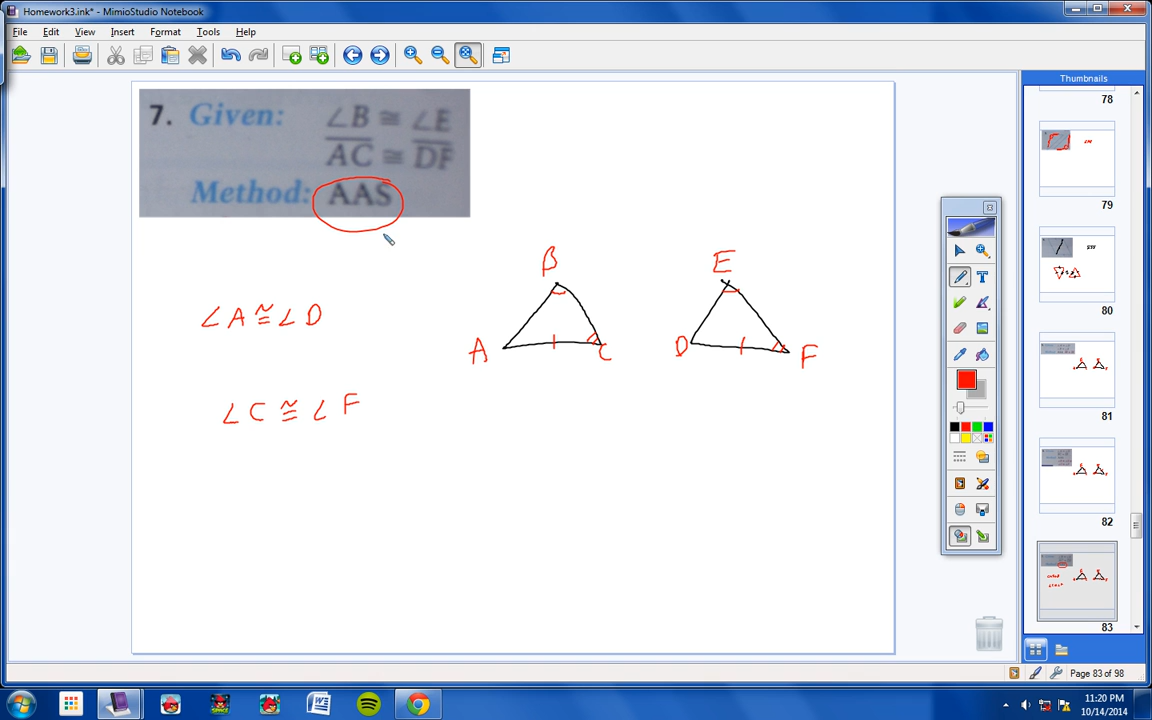 Homework3.ink* - MimioStudio Notebook
File Edit View Insert Format Tools Help
Thumbnails
7. Given: ∠B ≅ ∠E
AC ≅ DF
Method: AAS
∠A ≅ ∠D
∠C ≅ ∠F
B
A
C
E
D
F
78
79
80
81
82
83
Page 83 of 98
11:20 PM
10/14/2014